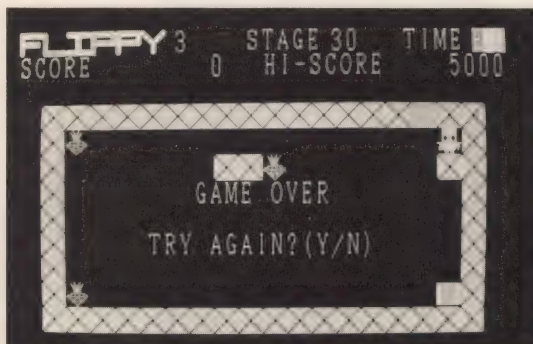 FLIPPY 3 STAGE 30 TIME
SCORE 0 HI-SCORE 5000
GAME OVER
TRY AGAIN?(Y/N)